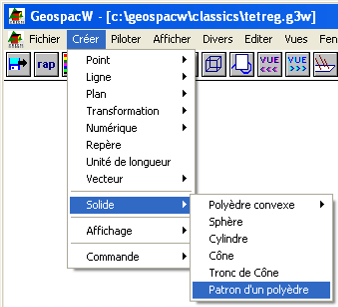 GeospacW - [c:\geospacw\classics\tetreg.g3w]
Fichier Créer Piloter Afficher Divers Editer Vues Fen
rap
VUE
<<<
VUE
>>>
Point
Ligne
Plan
Transformation
Numérique
Repère
Unité de longueur
Vecteur
Solide
Affichage
Commande
Polyèdre convexe
Sphère
Cylindre
Cône
Tronc de Cône
Patron d'un polyèdre